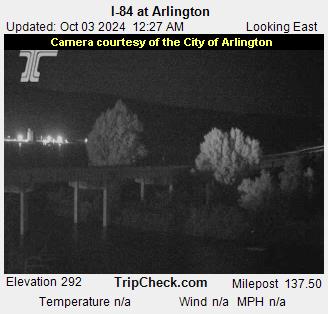 I-84 at Arlington
Updated: Oct 03 2024 12:27 AM Looking East
Camera courtesy of the City of Arlington
Elevation 292 TripCheck.com Milepost 137.50
Temperature n/a Wind n/a MPH n/a